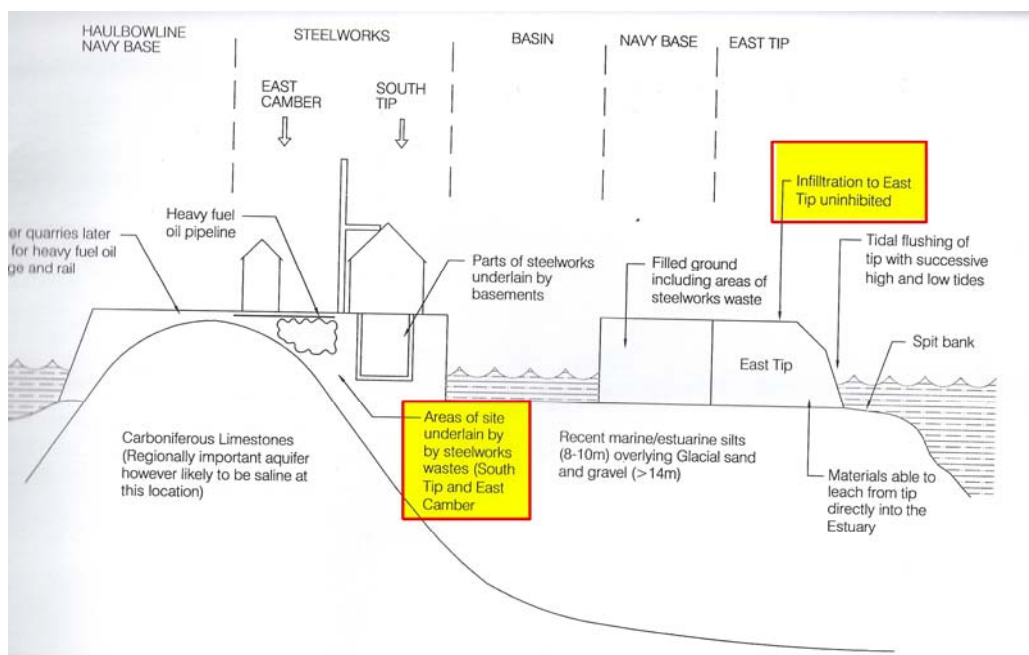 HAULBOWLINE
NAVY BASE
STEELWORKS
BASIN
NAVY BASE
EAST TIP
EAST
CAMBER
SOUTH
TIP
Infilltration to East
Tip uninhibited
Heavy fuel
oil pipeline
er quarries later
for heavy fuel oil
ge and rail
Parts of steelworks
underlain by
basements
Filled ground
including areas of
steelworks waste
Tidal flushing of
tip with successive
high and low tides
Spit bank
East Tip
Areas of site
underlain by
by steelworks
wastes (South
Tip and East
Camber
Carboniferous Limestones
(Regionally important aquifer
however likely to be saline at
this location)
Recent marine/estuarine silts
(8-10m) overlying Glacial sand
and gravel (>14m)
Materials able to
leach from tip
directly into the
Estuary